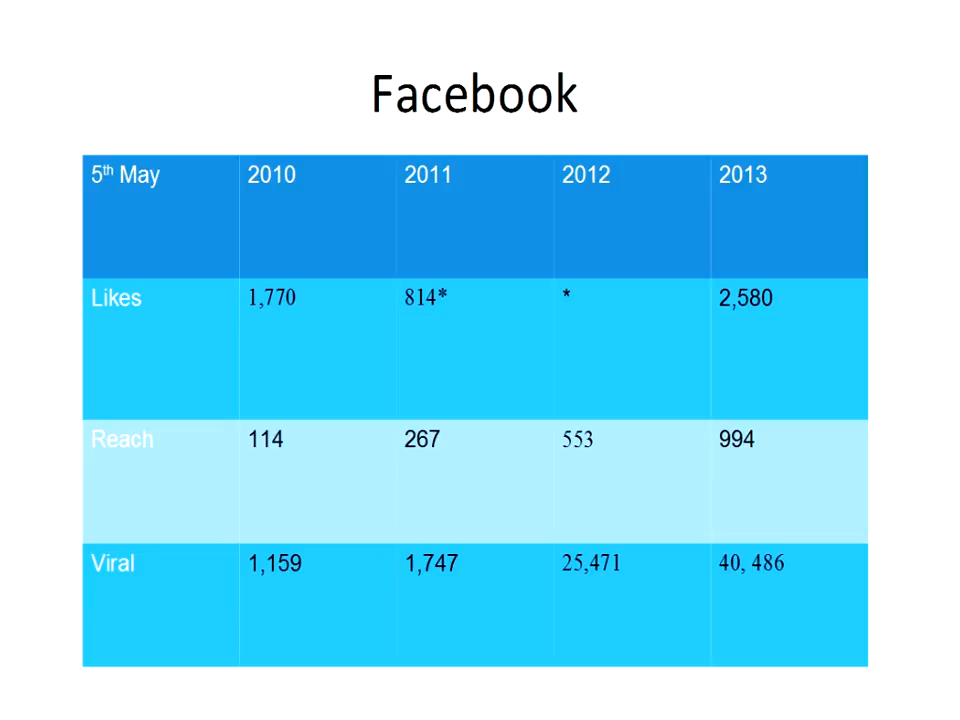 Facebook
5th May 2010 2011 2012 2013
Likes 1,770 814* * 2,580
Reach 114 267 553 994
Viral 1,159 1,747 25,471 40, 486